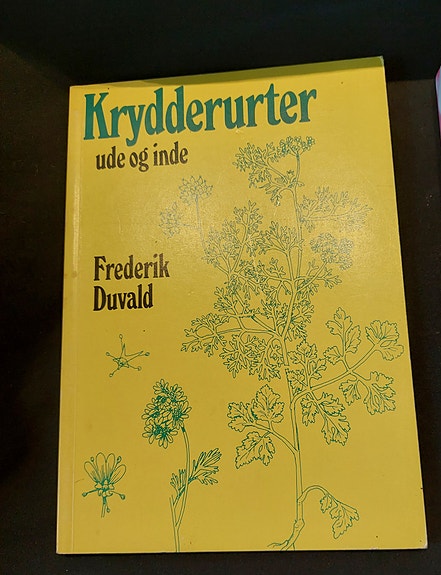 Krydderurter
ude og inde
Frederik
Duvald